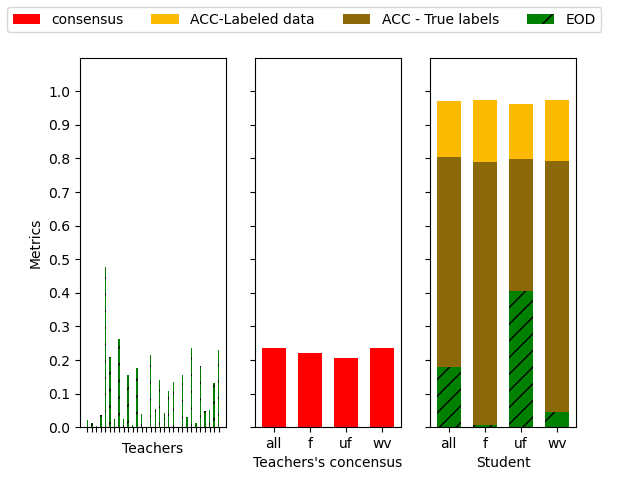 consensus ACC-Labeled data ACC - True labels EOD
Metrics
1.0
0.9
0.8
0.7
0.6
0.5
0.4
0.3
0.2
0.1
0.0
Teachers
all f uf wv
Teachers's concensus
all f uf wv
Student